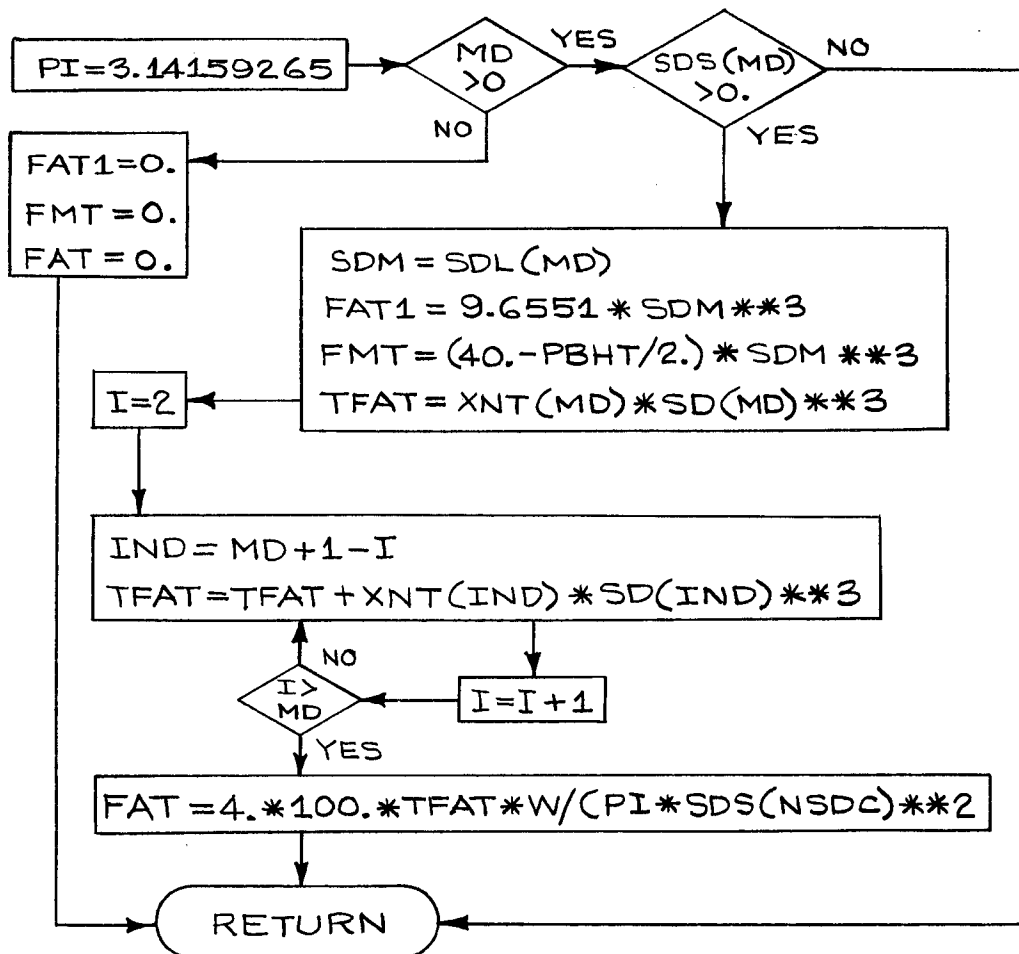 PI=3.14159265
MD
>0
YES
SDS(MD)
>0.
NO
NO
YES
FAT1=0.
FMT=0.
FAT=0.
SDM=SDL(MD)
FAT1=9.6551*SDM**3
FMT=(40.-PBHT/2.)*SDM**3
TFAT=XNT(MD)*SD(MD)**3
I=2
IND=MD+1-I
TFAT=TFAT+XNT(IND)*SD(IND)**3
NO
I>
MD
I=I+1
YES
FAT=4.*100.*TFAT*W/(PI*SDS(NSDC)**2
RETURN